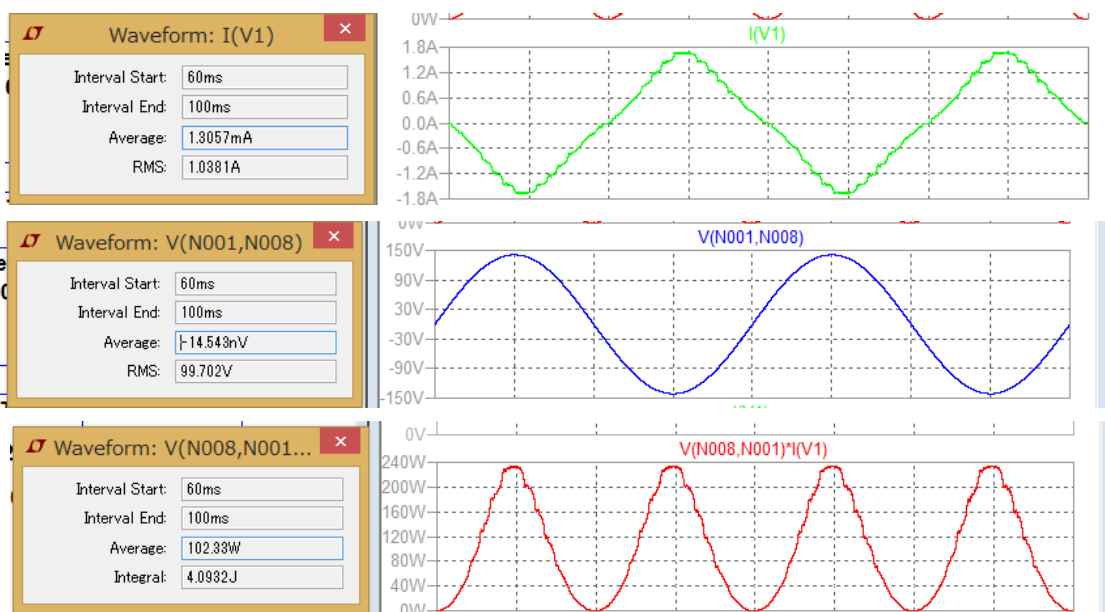 0W
Waveform: I(V1)
×
I(V1)
Interval Start: 60ms
Interval End: 100ms
Average: 1.3057mA
RMS: 1.0381A
1.8A
1.2A
0.6A
0.0A
-0.6A
-1.2A
-1.8A
0W
Waveform: V(N001,N008)
×
V(N001,N008)
Interval Start: 60ms
Interval End: 100ms
Average: -14.543nV
RMS: 99.702V
150V
90V
30V
-30V
-90V
-150V
0V
Waveform: V(N008,N001...
×
V(N008,N001)*I(V1)
Interval Start: 60ms
Interval End: 100ms
Average: 102.33W
Integral: 4.0932J
240W
200W
160W
120W
80W
40W
0W